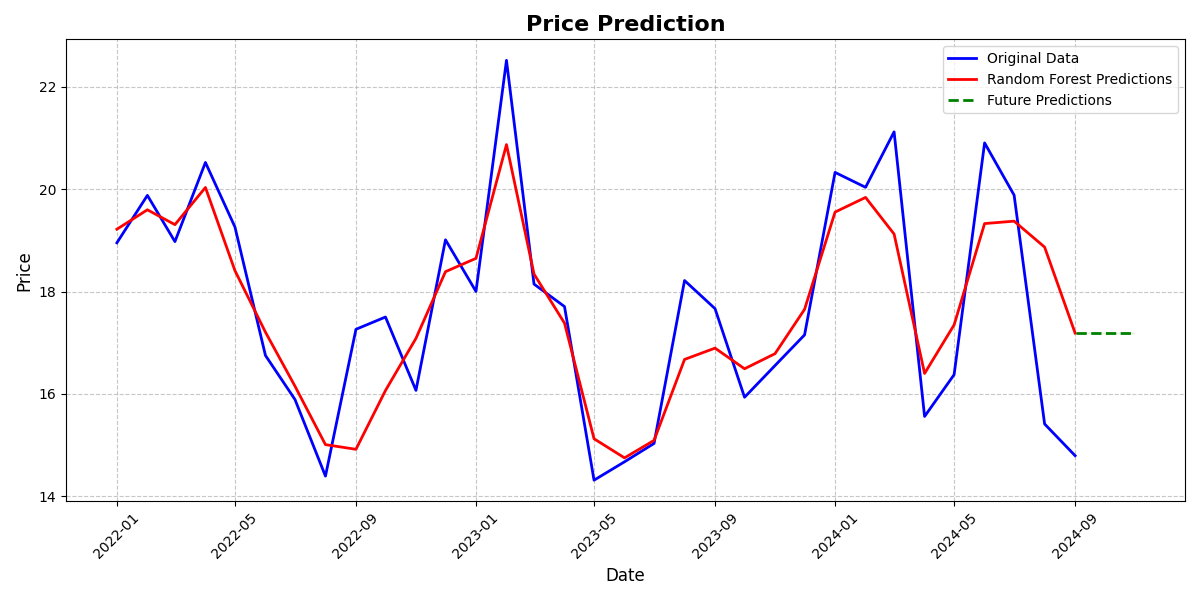 Price Prediction
Original Data
Random Forest Predictions
Future Predictions
Price
22
20
18
16
14
2022-01
2022-05
2022-09
2023-01
2023-05
2023-09
2024-01
2024-05
2024-09
Date